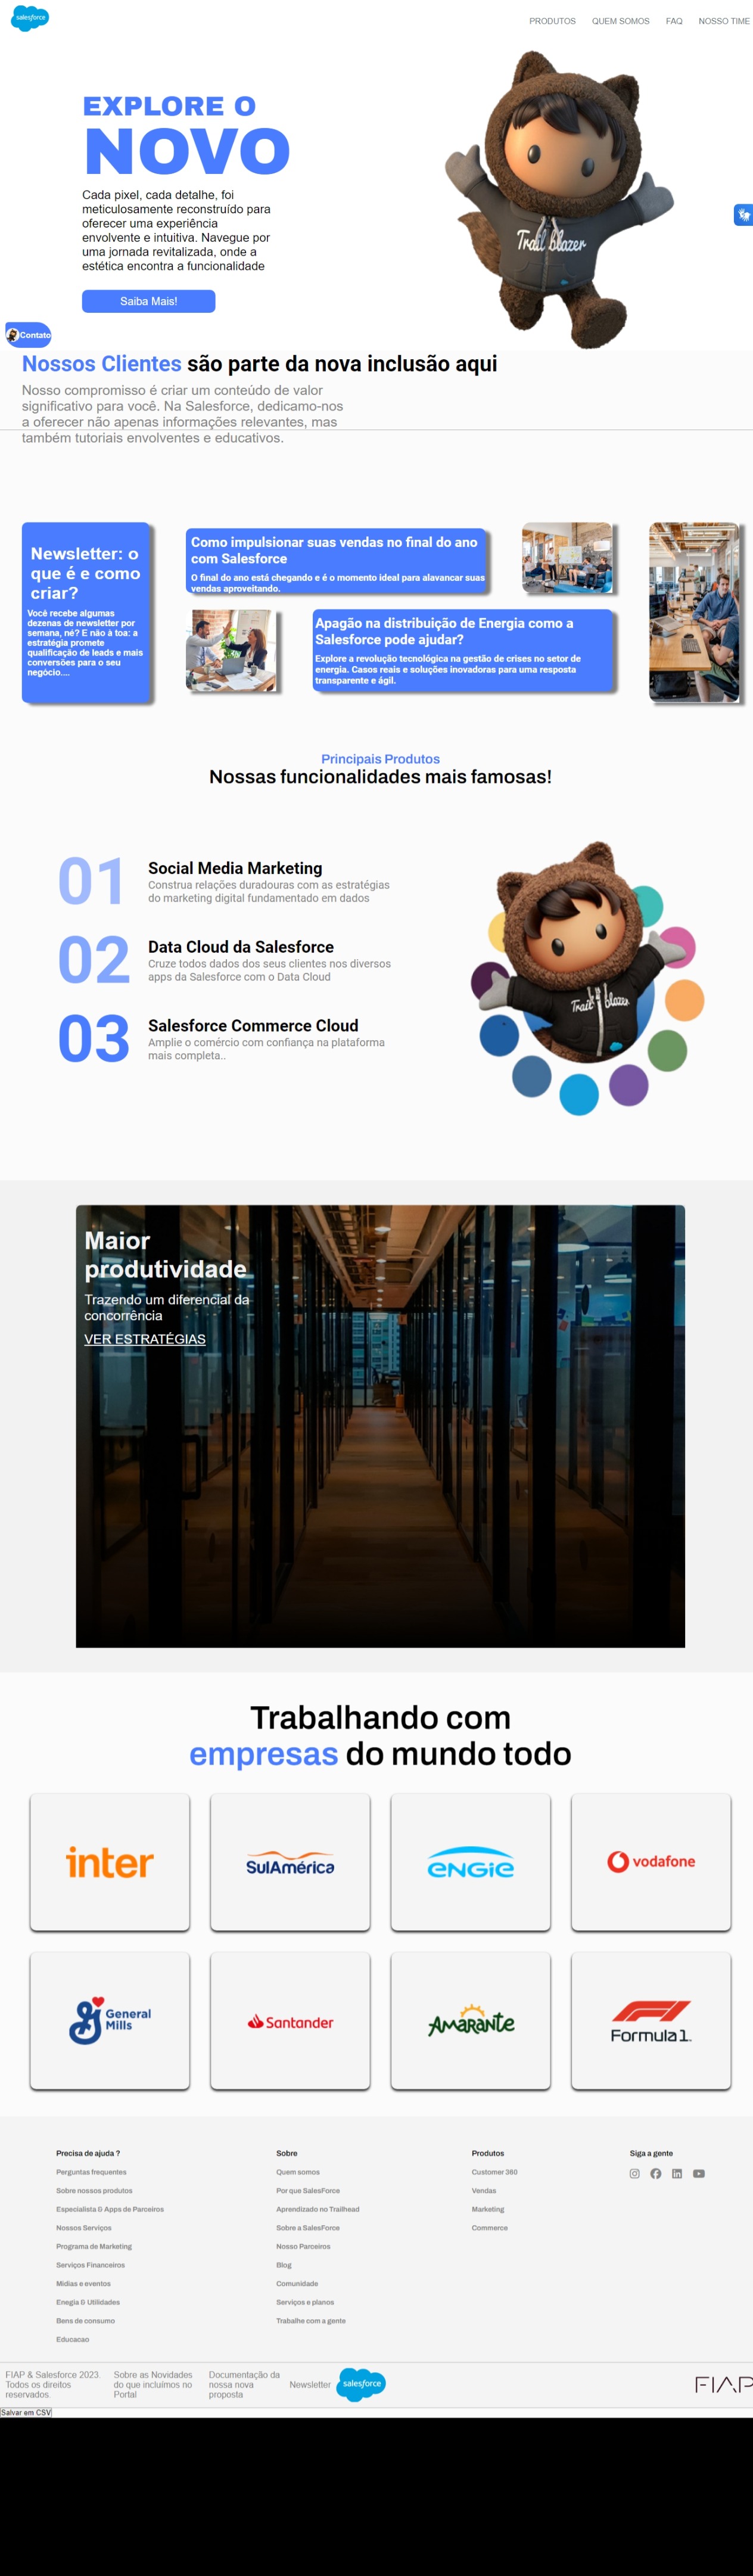 salesforce
PRODUTOS QUEM SOMOS FAQ NOSSO TIME
EXPLORE O
NOVO
Cada pixel, cada detalhe, foi
meticulosamente reconstruído para
oferecer uma experiência
envolvente e intuitiva. Navegue por
uma jornada revitalizada, onde a
estética encontra a funcionalidade
Saiba Mais!
Trailblazer
Contato
Nossos Clientes são parte da nova inclusão aqui
Nosso compromisso é criar um conteúdo de valor
significativo para você. Na Salesforce, dedicamo-nos
a oferecer não apenas informações relevantes, mas
também tutoriais envolventes e educativos.
Newsletter: o
que é e como
criar?
Você recebe algumas
dezenas de newsletter por
semana, né? E não à toa: a
estratégia promete
qualificação de leads e mais
conversões para o seu
negócio....
Como impulsionar suas vendas no final do ano
com Salesforce
O final do ano está chegando e é o momento ideal para alavancar suas
vendas aproveitando.
Apagão na distribuição de Energia como a
Salesforce pode ajudar?
Explore a revolução tecnológica na gestão de crises no setor de
energia. Casos reais e soluções inovadoras para uma resposta
transparente e ágil.
Principais Produtos
Nossas funcionalidades mais famosas!
01
Social Media Marketing
Construa relações duradouras com as estratégias
do marketing digital fundamentado em dados
02
Data Cloud da Salesforce
Cruze todos dados dos seus clientes nos diversos
apps da Salesforce com o Data Cloud
03
Salesforce Commerce Cloud
Amplie o comércio com confiança na plataforma
mais completa..
Trailblazer
Maior
produtividade
Trazendo um diferencial da
concorrência
VER ESTRATÉGIAS
Trabalhando com
empresas do mundo todo
inter
SulAmérica
ENGIE
vodafone
General
Mills
Santander
AMARANTE
Formula 1
Precisa de ajuda ?
Perguntas frequentes
Sobre nossos produtos
Especialista & Apps de Parceiros
Nossos Serviços
Programa de Marketing
Serviços Financeiros
Midias e eventos
Enegia & Utilidades
Bens de consumo
Educacao
Sobre
Quem somos
Por que SalesForce
Aprendizado no Trailhead
Sobre a SalesForce
Nosso Parceiros
Blog
Comunidade
Serviços e planos
Trabalhe com a gente
Produtos
Customer 360
Vendas
Marketing
Commerce
Siga a gente
FIAP & Salesforce 2023.
Todos os direitos
reservados.
Sobre as Novidades
do que incluímos no
Portal
Documentação da
nossa nova
proposta
Newsletter
salesforce
FIAP
Salvar em CSV